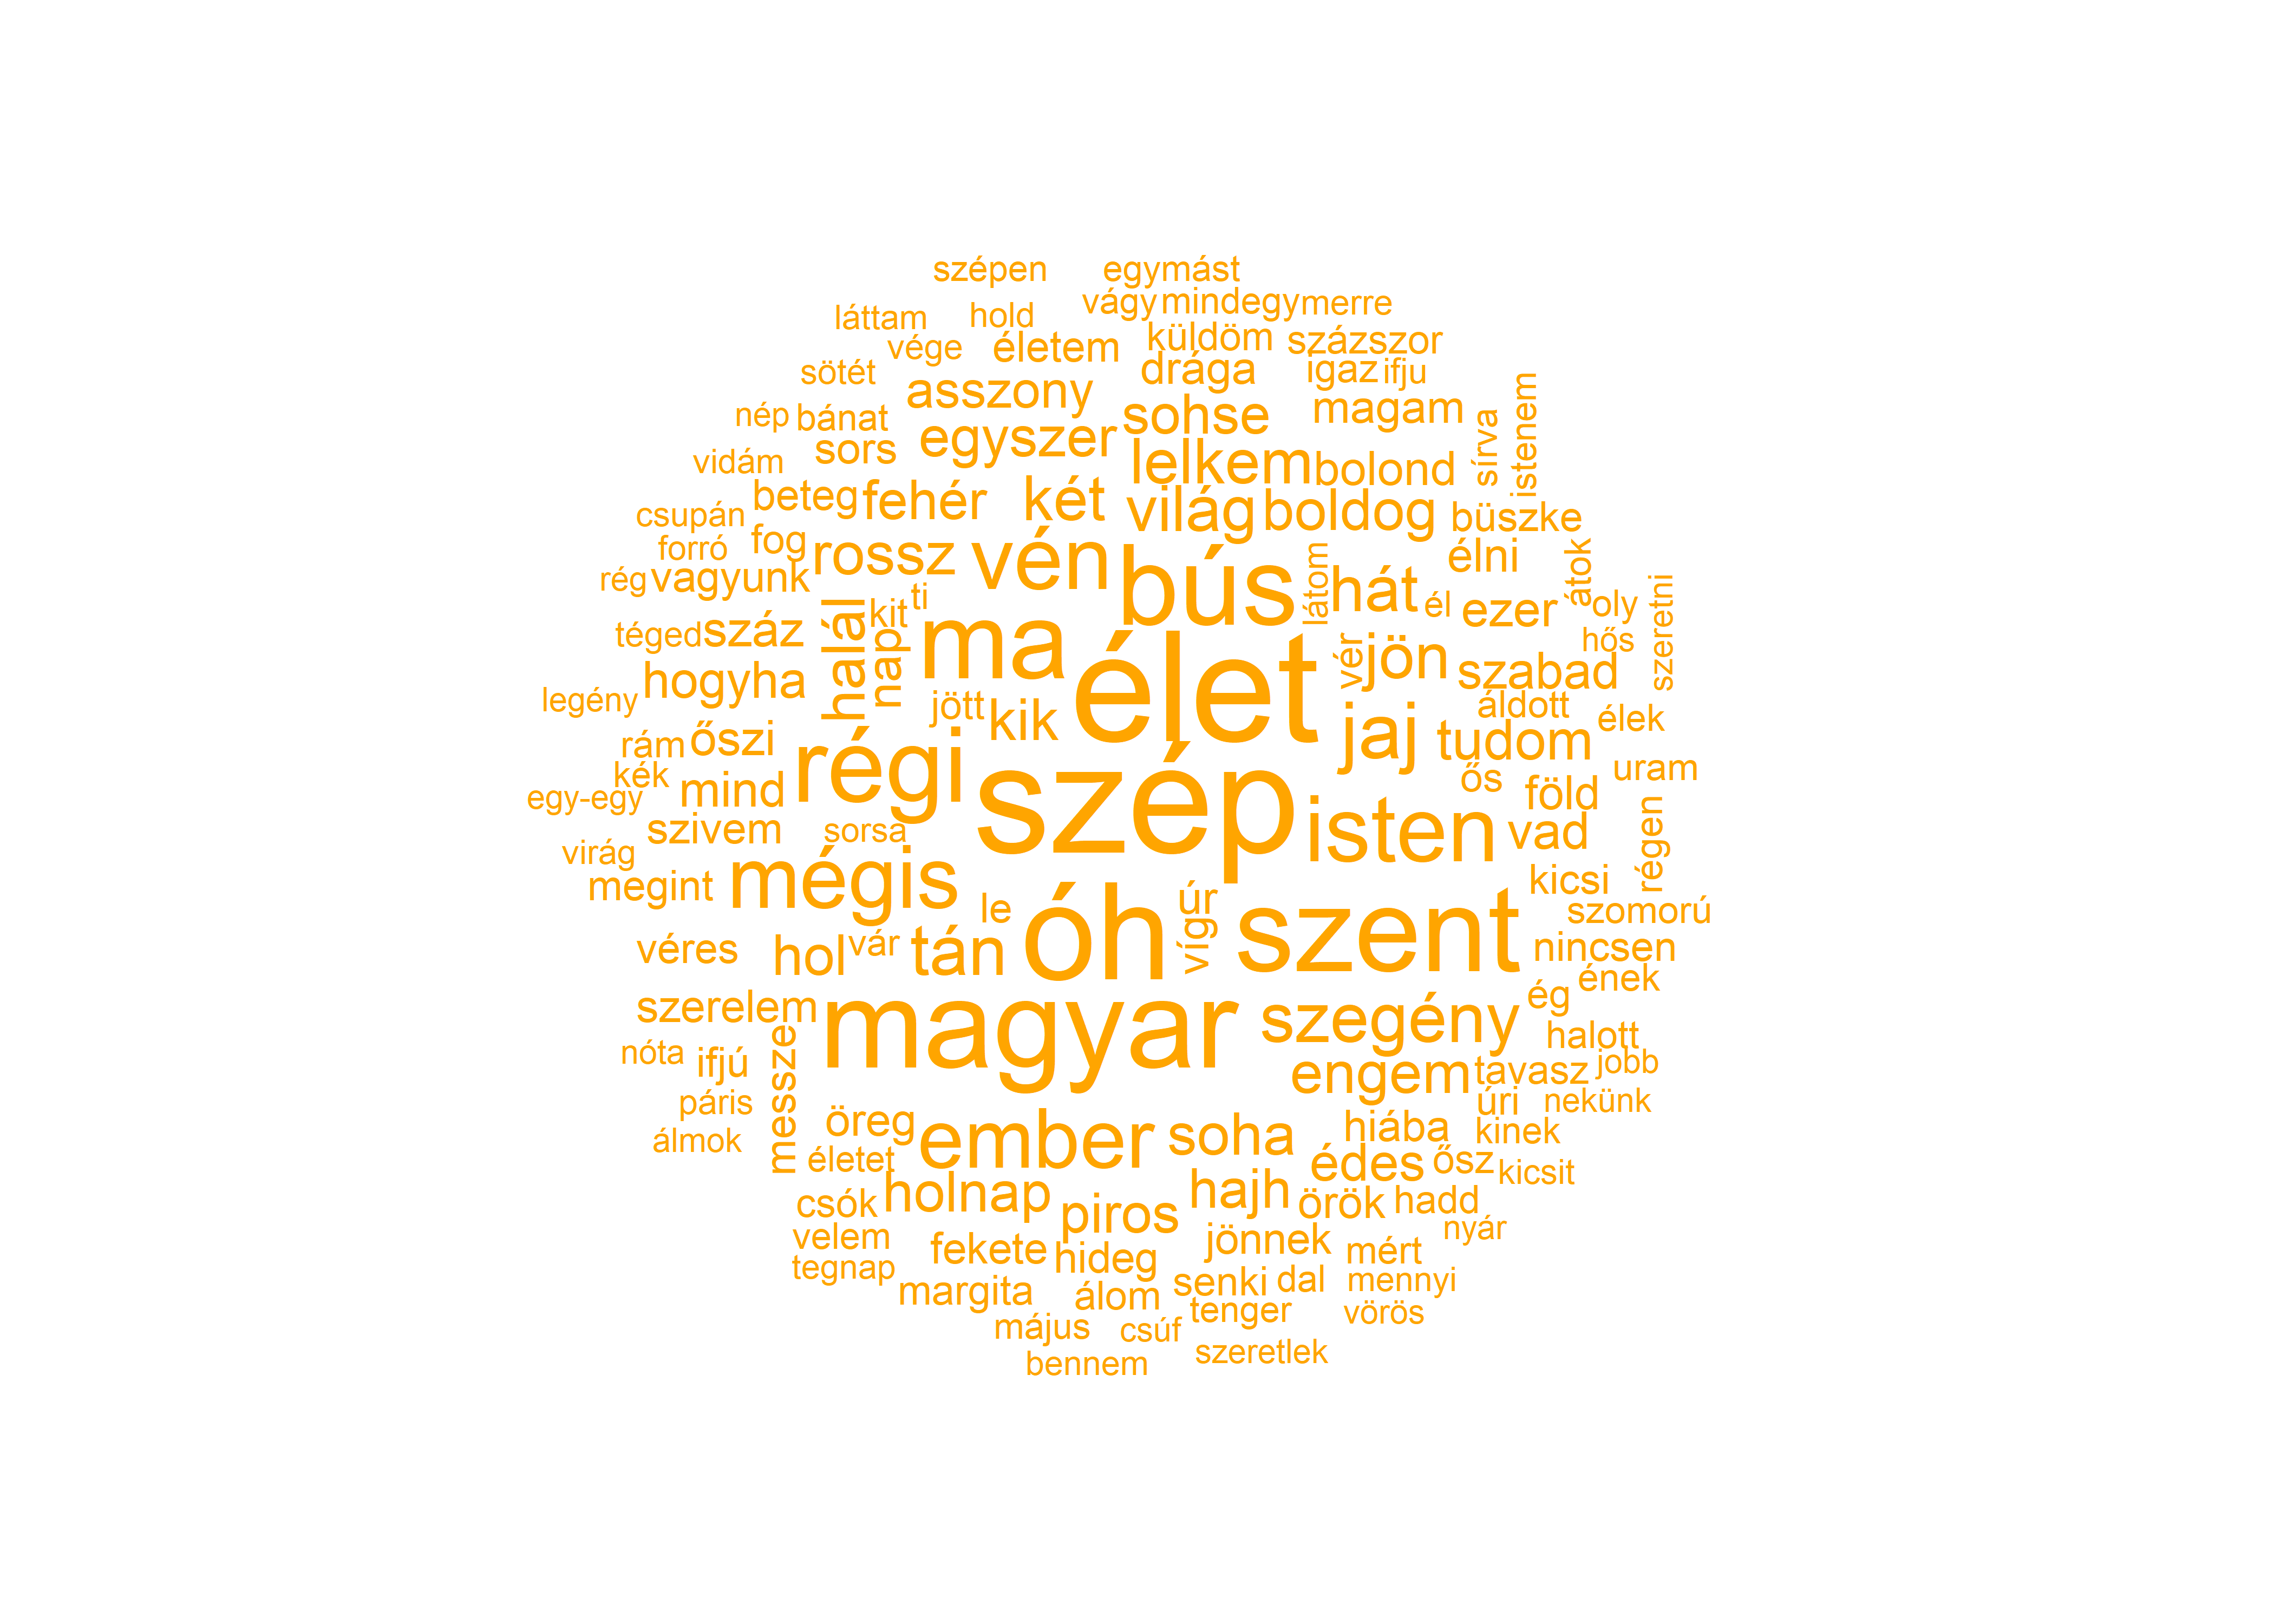 szépen egymást
vágy mindegy merre
láttam hold
küldöm százszor
vége életem
drága igaz ifju
sötét asszony
sohse magam
nép bánat
egyszer
sírva istenem
sors
vidám lelkem bolond
beteg fehér két világ boldog
csupán büszke
forró fog rossz vén bús
látom hát élni átok
rég vagyunk
halál kit ti él ezer oly
szeretni
téged száz nap ma élet vér jön hős
hogyha szabad
legény jött kik áldott élek
rám őszi régi jaj tudom
kék mind ős föld uram
egy-egy szép
szivem sorsa isten vad régen
virág
megint mégis kicsi
le úr szomorú
véres hol vár tán óh víg szent nincsen
ének
szerelem ég
magyar szegény halott
nóta ifjú messze engem tavasz jobb
páris úri nekünk
álmok öreg ember soha hiába kinek
életet édes ősz kicsit
csók holnap piros hajh örök hadd
velem fekete hideg jönnek mért nyár
tegnap
margita álom senki dal mennyi
tenger vörös
május csúf
bennem szeretlek